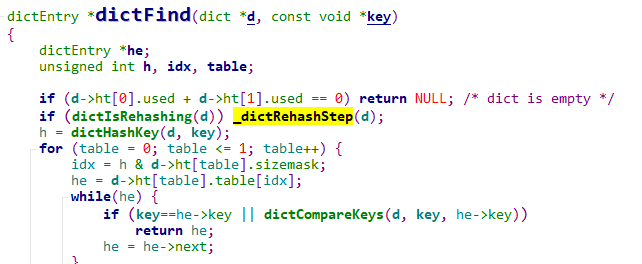 dictEntry *dictFind(dict *d, const void *key)
{
    dictEntry *he;
    unsigned int h, idx, table;

    if (d->ht[0].used + d->ht[1].used == 0) return NULL; /* dict is empty */
    if (dictIsRehashing(d)) _dictRehashStep(d);
    h = dictHashKey(d, key);
    for (table = 0; table <= 1; table++) {
        idx = h & d->ht[table].sizemask;
        he = d->ht[table].table[idx];
        while(he) {
            if (key==he->key || dictCompareKeys(d, key, he->key))
                return he;
            he = he->next;
        }